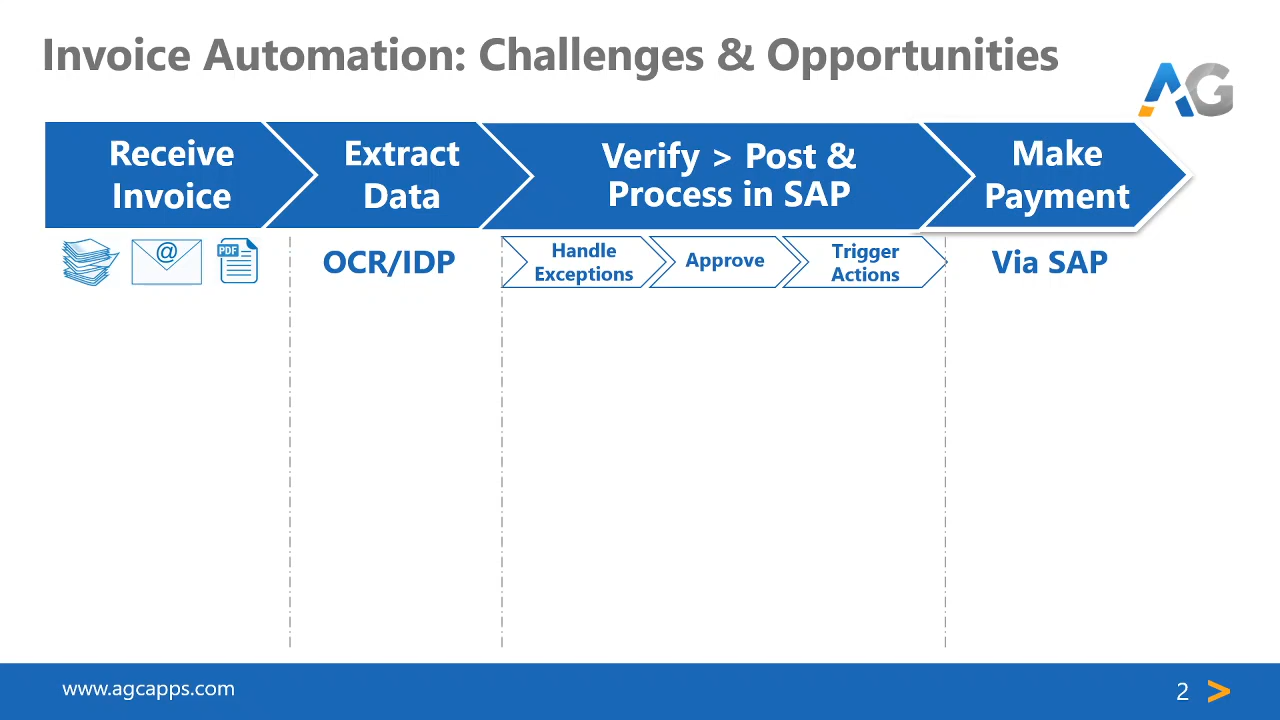 Invoice Automation: Challenges & Opportunities
AG
Receive
Invoice
Extract
Data
Verify > Post &
Process in SAP
Make
Payment
@
PDF
OCR/IDP
Handle
Exceptions
Approve
Trigger
Actions
Via SAP
www.agcapps.com
2